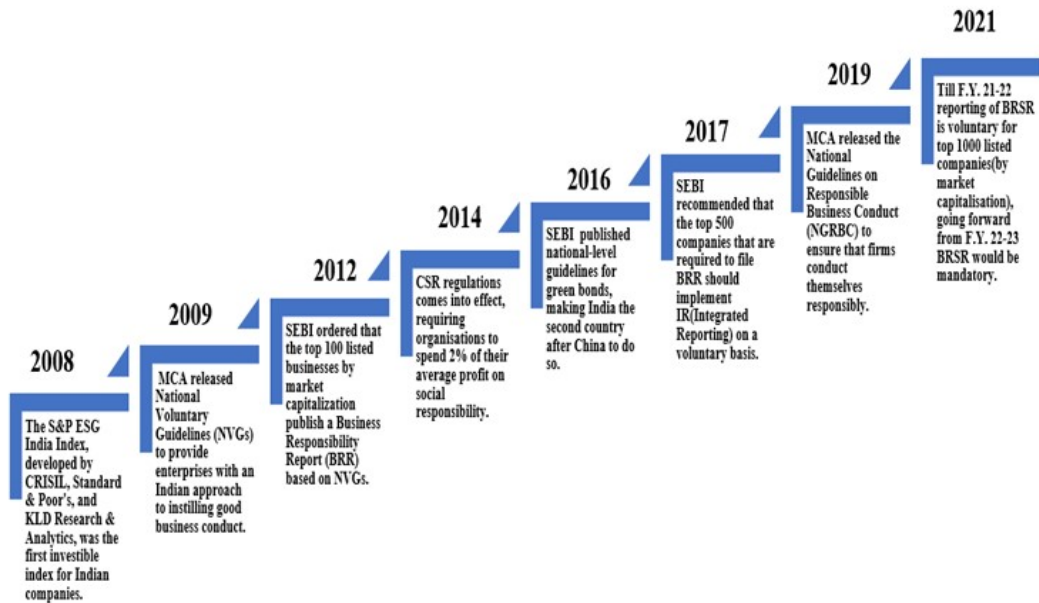 2008
The S&P ESG
India Index,
developed by
CRISIL, Standard
& Poor's, and
KLD Research &
Analytics, was the
first investible
index for Indian
companies.
2009
MCA released
National
Voluntary
Guidelines (NVGs)
to provide
enterprises with an
Indian approach
to instilling good
business conduct.
2012
SEBI ordered that
the top 100 listed
businesses by
market
capitalization
publish a Business
Responsibility
Report (BRR)
based on NVGs.
2014
CSR regulations
comes into effect,
requiring
organisations to
spend 2% of their
average profit on
social
responsibility.
2016
SEBI published
national-level
guidelines for
green bonds,
making India the
second country
after China to do
so.
2017
SEBI
recommended that
the top 500
companies that are
required to file
BRR should
implement
IR(Integrated
Reporting) on a
voluntary basis.
2019
MCA released the
National
Guidelines on
Responsible
Business Conduct
(NGRBC) to
ensure that firms
conduct
themselves
responsibly.
2021
Till F.Y. 21-22
reporting of BRSR
is voluntary for
top 1000 listed
companies(by
market
capitalisation),
going forward
from F.Y. 22-23
BRSR would be
mandatory.